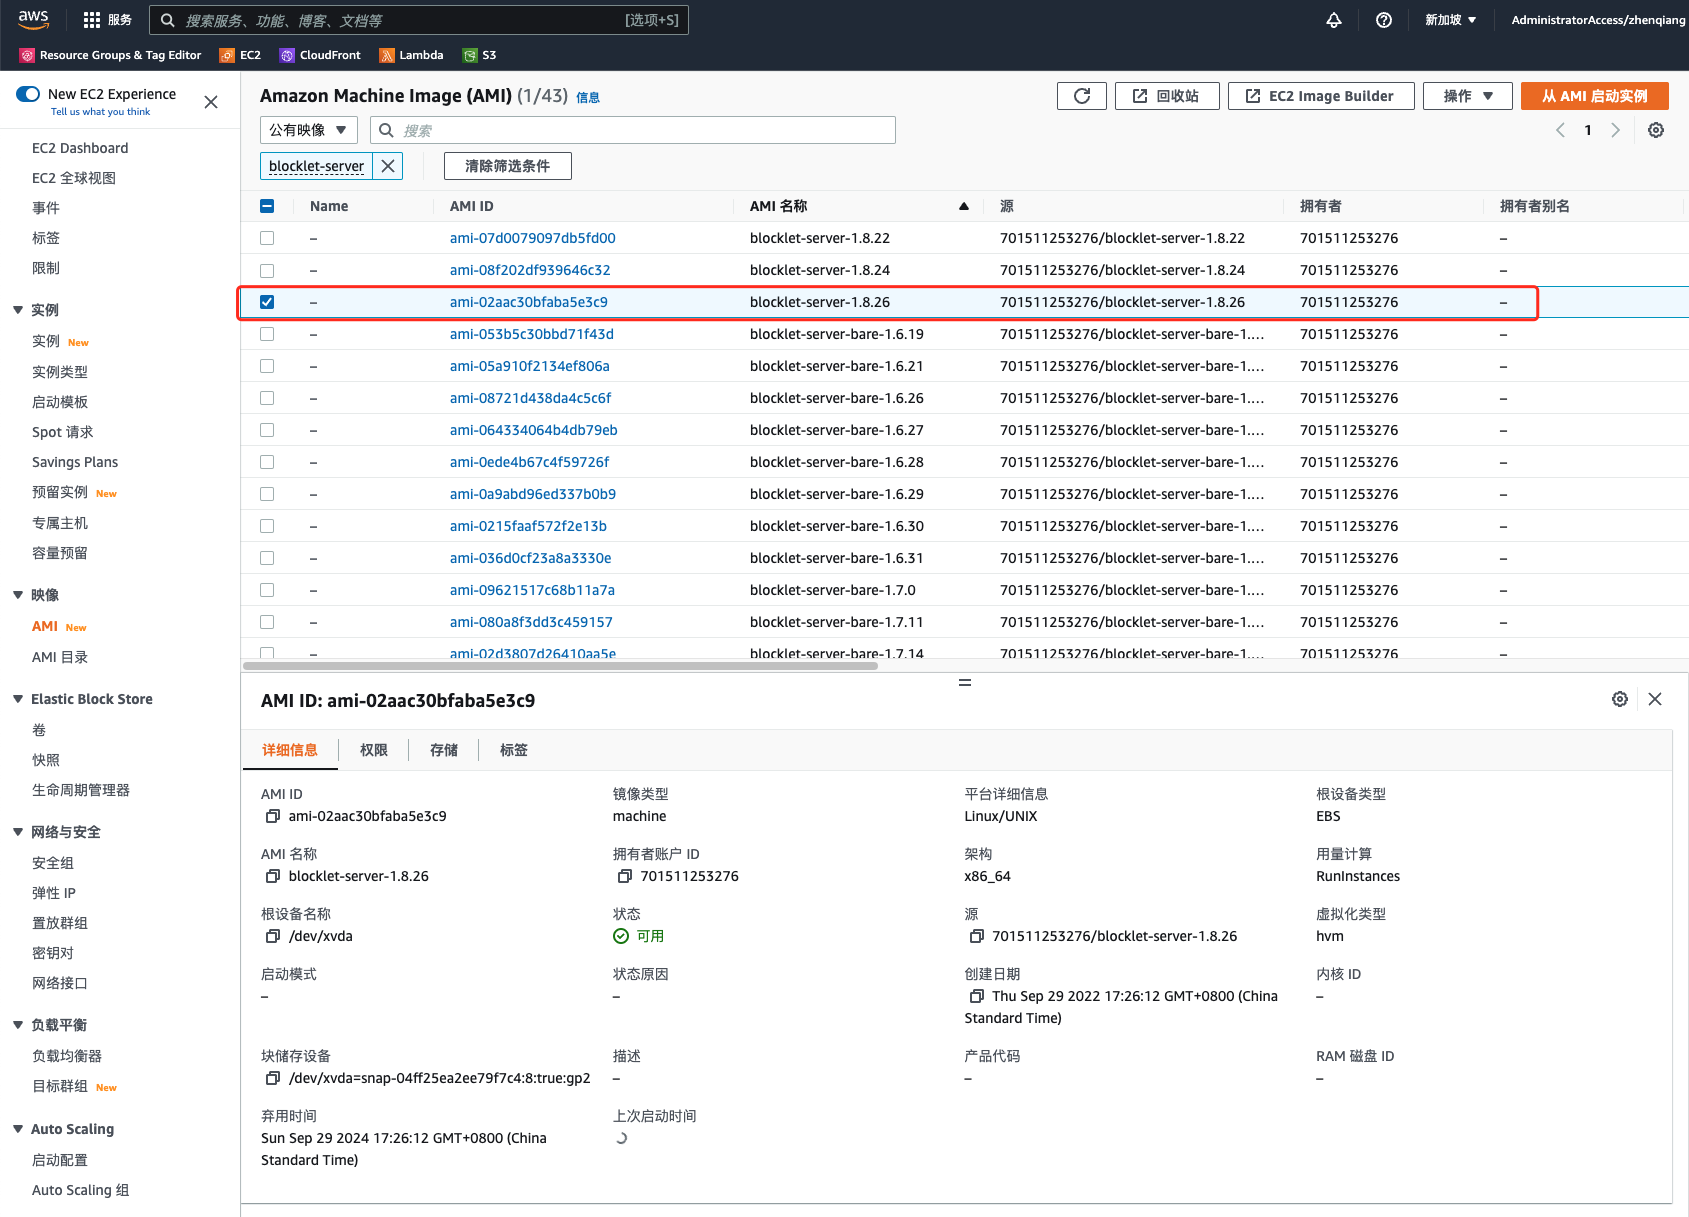 aws
服务
搜索服务、功能、博客、文档等
[选项+S]
新加坡
AdministratorAccess/zhenqiang
Resource Groups & Tag Editor
EC2
CloudFront
Lambda
S3
New EC2 Experience
Tell us what you think
EC2 Dashboard
EC2 全球视图
事件
标签
限制
实例
实例 New
实例类型
启动模板
Spot 请求
Savings Plans
预留实例 New
专属主机
容量预留
映像
AMI New
AMI 目录
Elastic Block Store
卷
快照
生命周期管理器
网络与安全
安全组
弹性 IP
置放群组
密钥对
网络接口
负载平衡
负载均衡器
目标群组 New
Auto Scaling
启动配置
Auto Scaling 组
Amazon Machine Image (AMI) (1/43) 信息
回收站
EC2 Image Builder
操作
从 AMI 启动实例
公有映像
搜索
1
blocklet-server
清除筛选条件
Name AMI ID AMI 名称 源 拥有者 拥有者别名
– ami-07d0079097db5fd00 blocklet-server-1.8.22 701511253276/blocklet-server-1.8.22 701511253276 –
– ami-08f202df939646c32 blocklet-server-1.8.24 701511253276/blocklet-server-1.8.24 701511253276 –
– ami-02aac30bfaba5e3c9 blocklet-server-1.8.26 701511253276/blocklet-server-1.8.26 701511253276 –
– ami-053b5c30bbd71f43d blocklet-server-bare-1.6.19 701511253276/blocklet-server-bare-1.... 701511253276 –
– ami-05a910f2134ef806a blocklet-server-bare-1.6.21 701511253276/blocklet-server-bare-1.... 701511253276 –
– ami-08721d438da4c5c6f blocklet-server-bare-1.6.26 701511253276/blocklet-server-bare-1.... 701511253276 –
– ami-064334064b4db79eb blocklet-server-bare-1.6.27 701511253276/blocklet-server-bare-1.... 701511253276 –
– ami-0ede4b67c4f59726f blocklet-server-bare-1.6.28 701511253276/blocklet-server-bare-1.... 701511253276 –
– ami-0a9abd96ed337b0b9 blocklet-server-bare-1.6.29 701511253276/blocklet-server-bare-1.... 701511253276 –
– ami-0215faaf572f2e13b blocklet-server-bare-1.6.30 701511253276/blocklet-server-bare-1.... 701511253276 –
– ami-036d0cf23a8a3330e blocklet-server-bare-1.6.31 701511253276/blocklet-server-bare-1.... 701511253276 –
– ami-09621517c68b11a7a blocklet-server-bare-1.7.0 701511253276/blocklet-server-bare-1.... 701511253276 –
– ami-080a8f3dd3c459157 blocklet-server-bare-1.7.11 701511253276/blocklet-server-bare-1.... 701511253276 –
– ami-02d3807d26410aa5e blocklet-server-bare-1.7.14 701511253276/blocklet-server-bare-1.... 701511253276 –
AMI ID: ami-02aac30bfaba5e3c9
详细信息 权限 存储 标签
AMI ID 镜像类型 平台详细信息 根设备类型
ami-02aac30bfaba5e3c9 machine Linux/UNIX EBS
AMI 名称 拥有者账户 ID 架构 用量计算
blocklet-server-1.8.26 701511253276 x86_64 RunInstances
根设备名称 状态 源 虚拟化类型
/dev/xvda 可用 701511253276/blocklet-server-1.8.26 hvm
启动模式 状态原因 创建日期 内核 ID
– – Thu Sep 29 2022 17:26:12 GMT+0800 (China –
Standard Time)
块储存设备 描述 产品代码 RAM 磁盘 ID
/dev/xvda=snap-04ff25ea2ee79f7c4:8:true:gp2 – – –
弃用时间 上次启动时间
Sun Sep 29 2024 17:26:12 GMT+0800 (China
Standard Time)